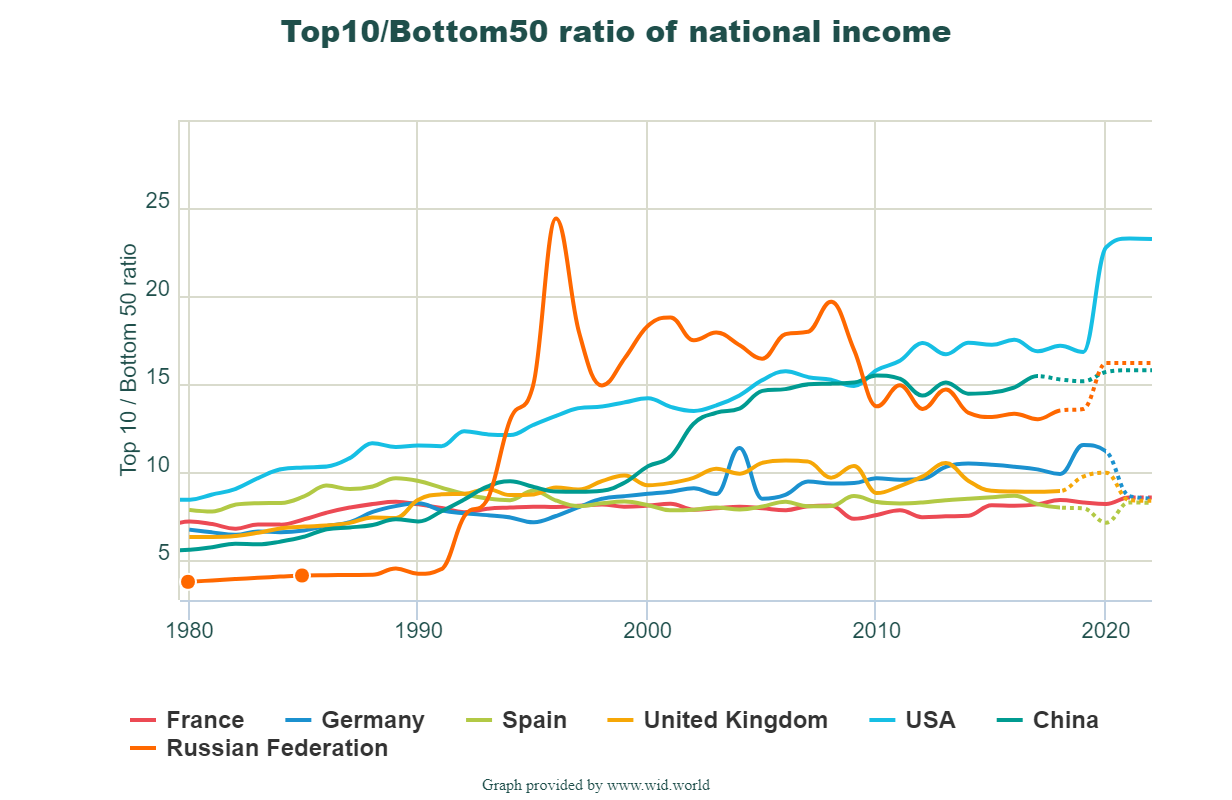 Top10/Bottom50 ratio of national income
Top 10 / Bottom 50 ratio
25
20
15
10
5
1980 1990 2000 2010 2020
France Germany Spain United Kingdom USA China
Russian Federation
Graph provided by www.wid.world